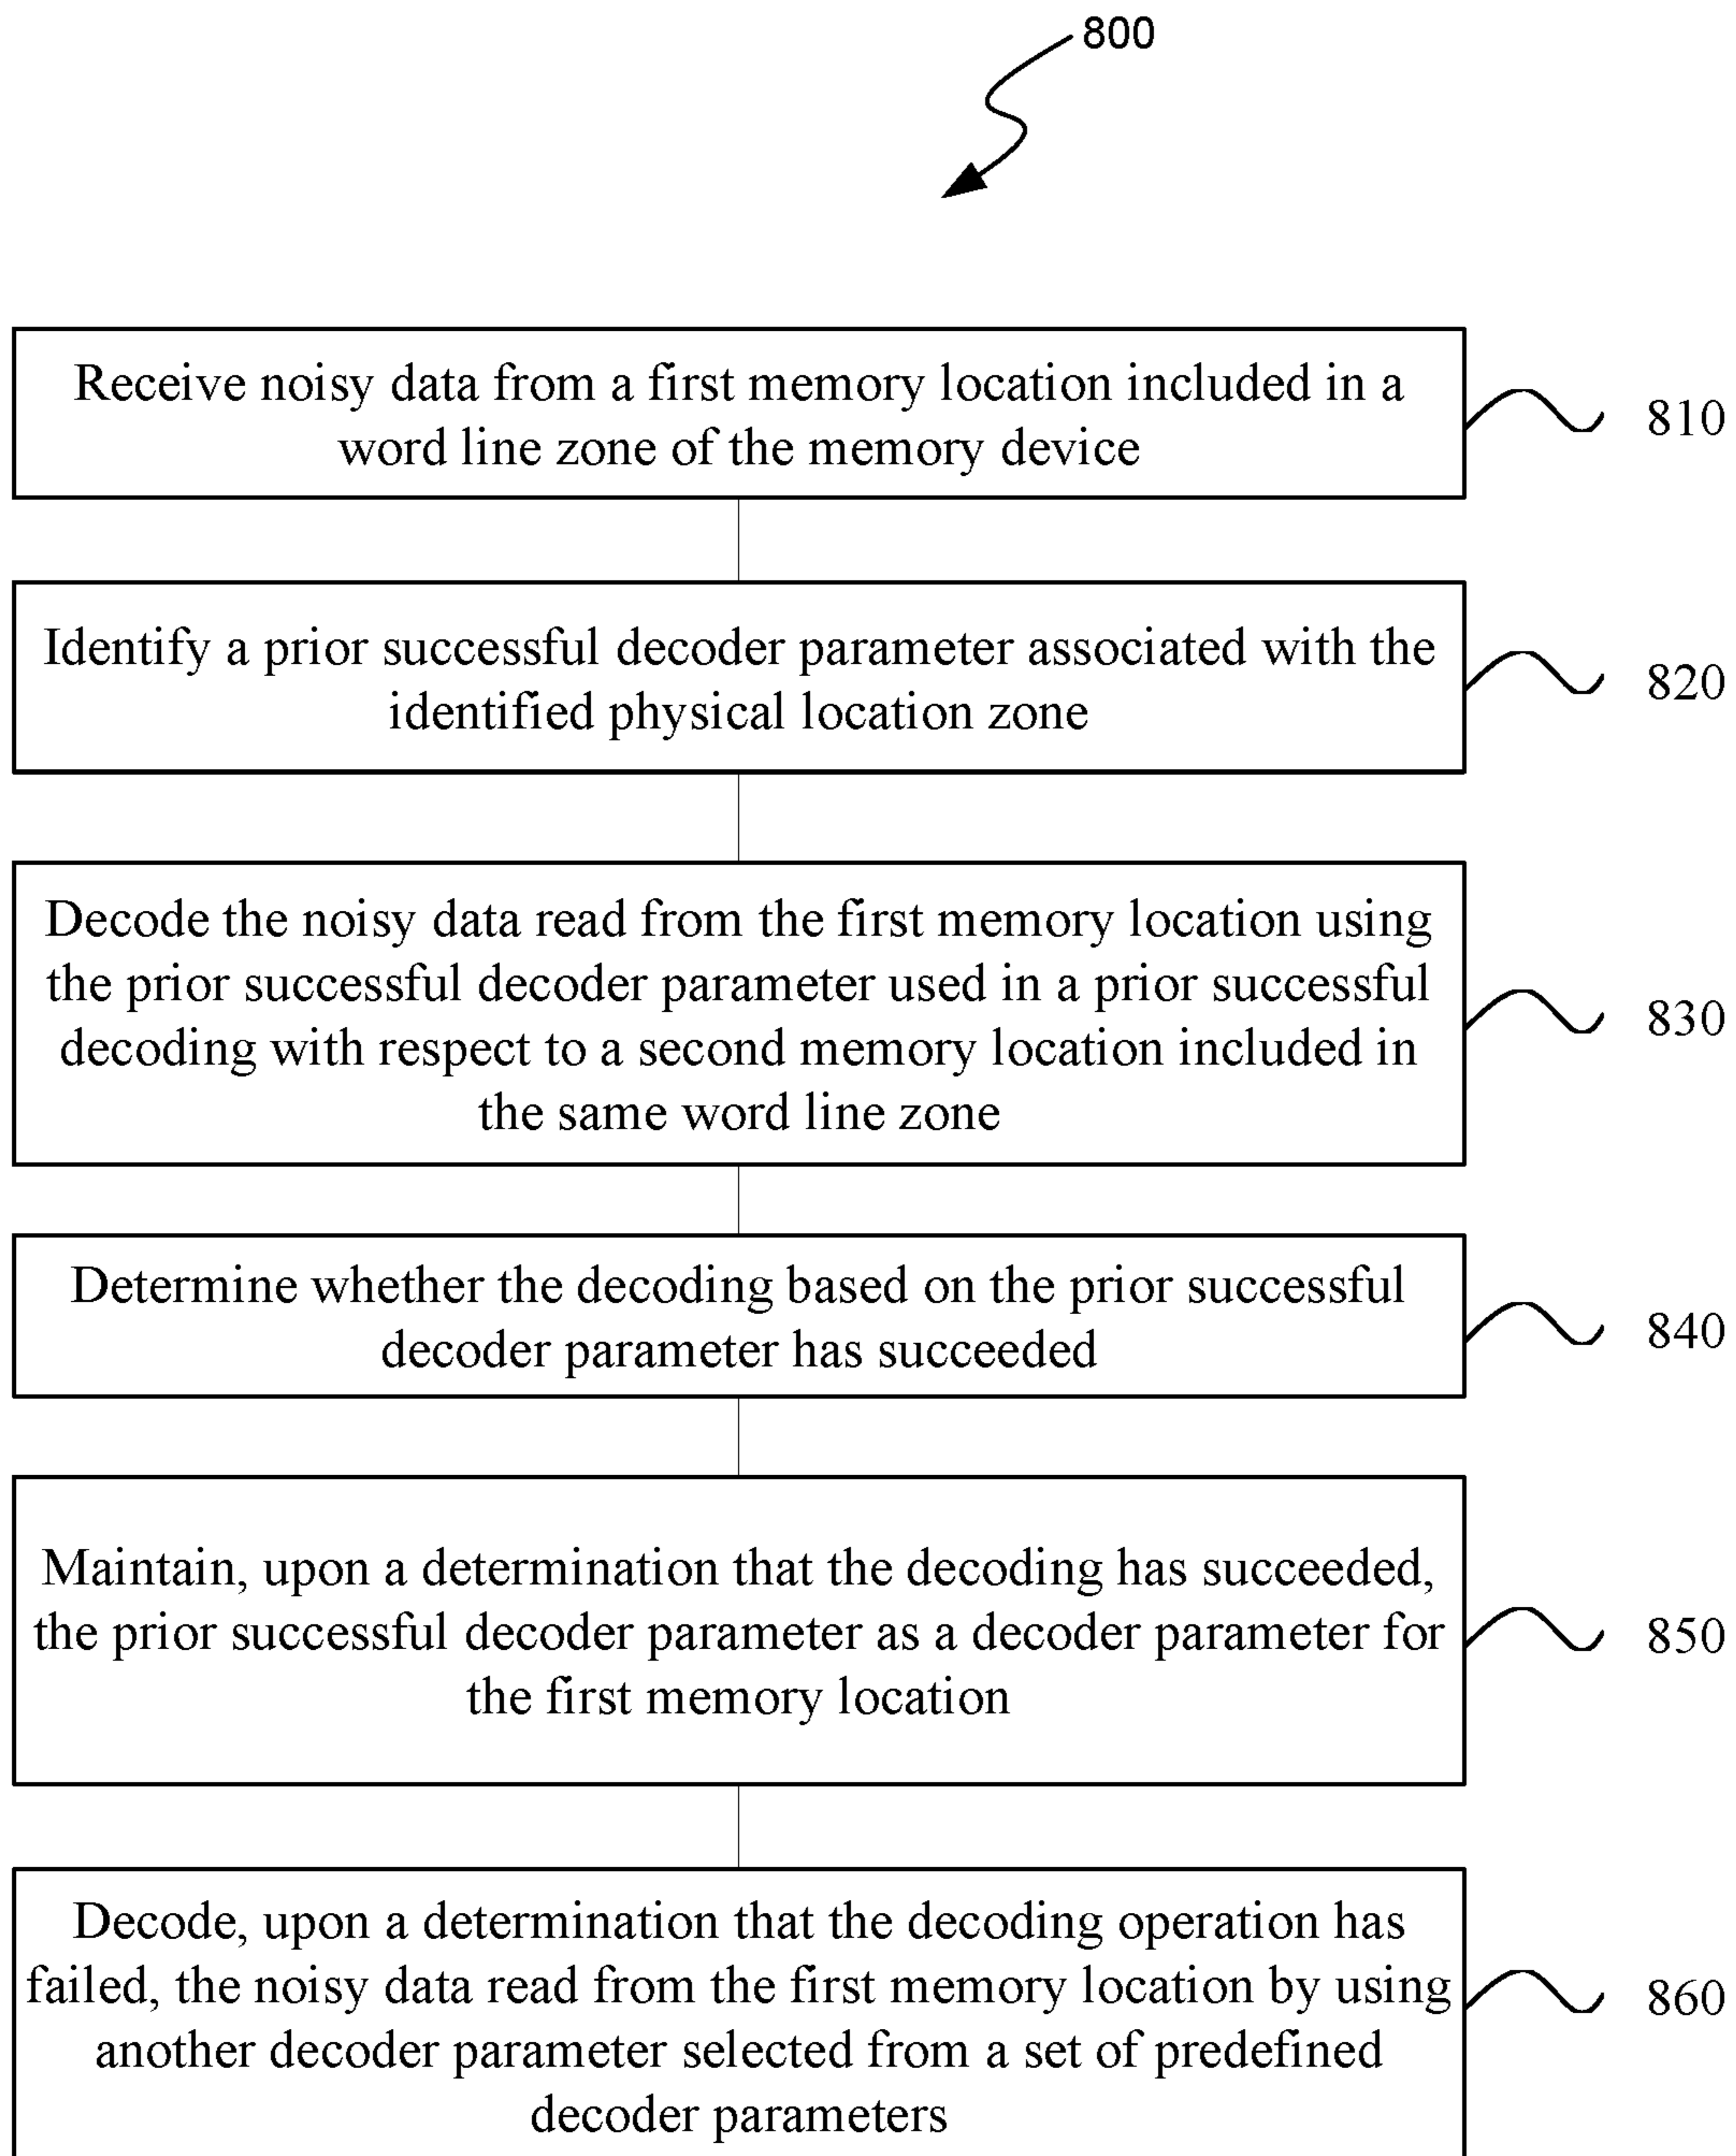 800
Receive noisy data from a first memory location included in a
word line zone of the memory device
810
Identify a prior successful decoder parameter associated with the
identified physical location zone
820
Decode the noisy data read from the first memory location using
the prior successful decoder parameter used in a prior successful
decoding with respect to a second memory location included in
the same word line zone
830
Determine whether the decoding based on the prior successful
decoder parameter has succeeded
840
Maintain, upon a determination that the decoding has succeeded,
the prior successful decoder parameter as a decoder parameter for
the first memory location
850
Decode, upon a determination that the decoding operation has
failed, the noisy data read from the first memory location by using
another decoder parameter selected from a set of predefined
decoder parameters
860